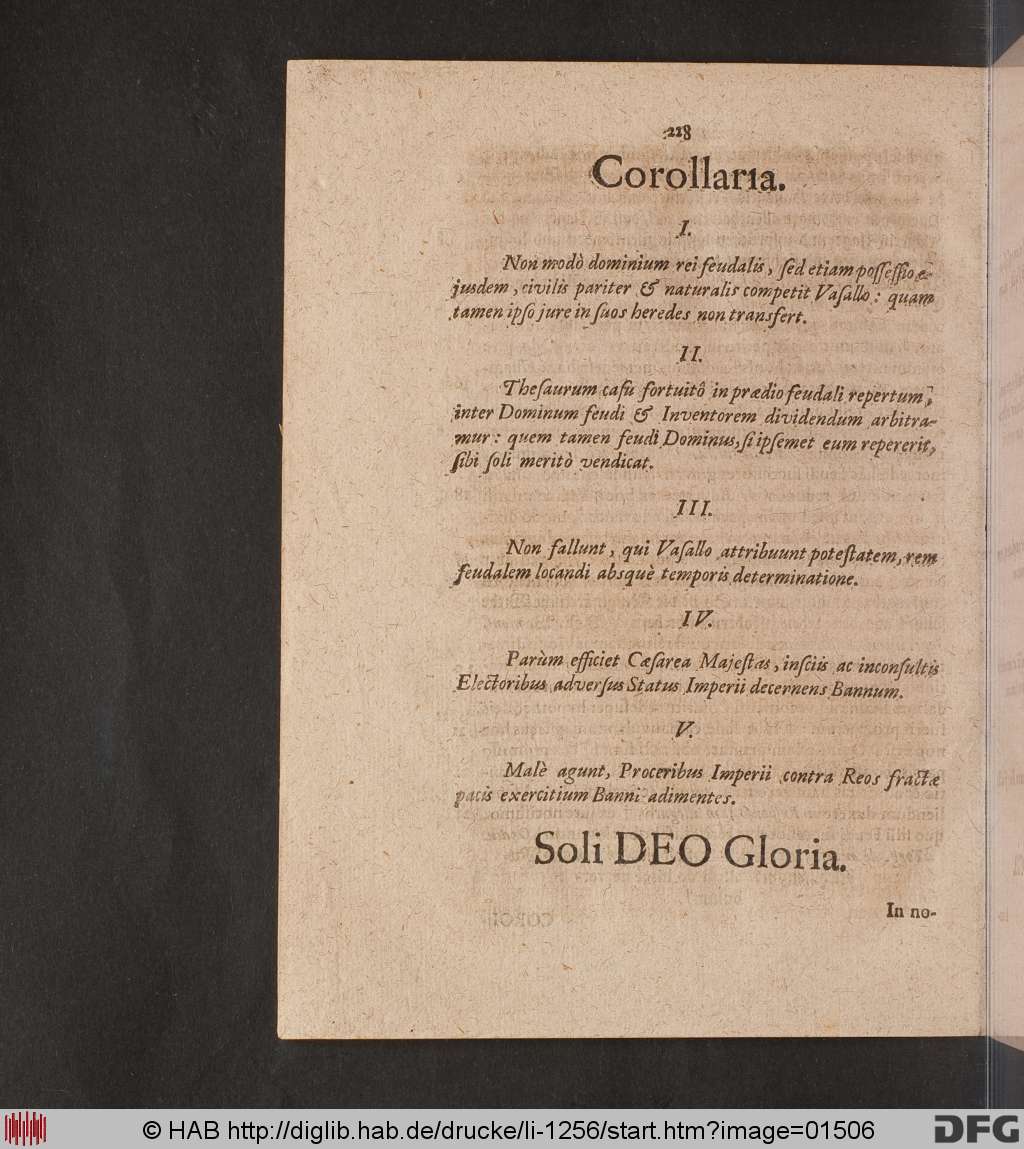 218
Corollaria.
I.
Non modò dominium rei feudalis, sed etiam possessio e-
jusdem, civilis pariter & naturalis competit Vasallo: quam
tamen ipso jure in suos heredes non transfert.
II.
Thesaurum casu fortuitô in prædio feudali repertum,
inter Dominum feudi & Inventorem dividendum arbitra-
mur: quem tamen feudi Dominus, si ipsemet eum repererit,
sibi soli meritò vendicat.
III.
Non fallunt, qui Vasallo attribuunt potestatem, rem
feudalem locandi absquè temporis determinatione.
IV.
Parùm efficiet Cæsarea Majestas, insciis ac inconsultis
Electoribus adversus Status Imperii decernens Bannum.
V.
Malè agunt, Proceribus Imperii contra Reos fractæ
pacis exercitium Banni adimentes.
Soli DEO Gloria.
In no-
© HAB http://diglib.hab.de/drucke/li-1256/start.htm?image=01506
DFG